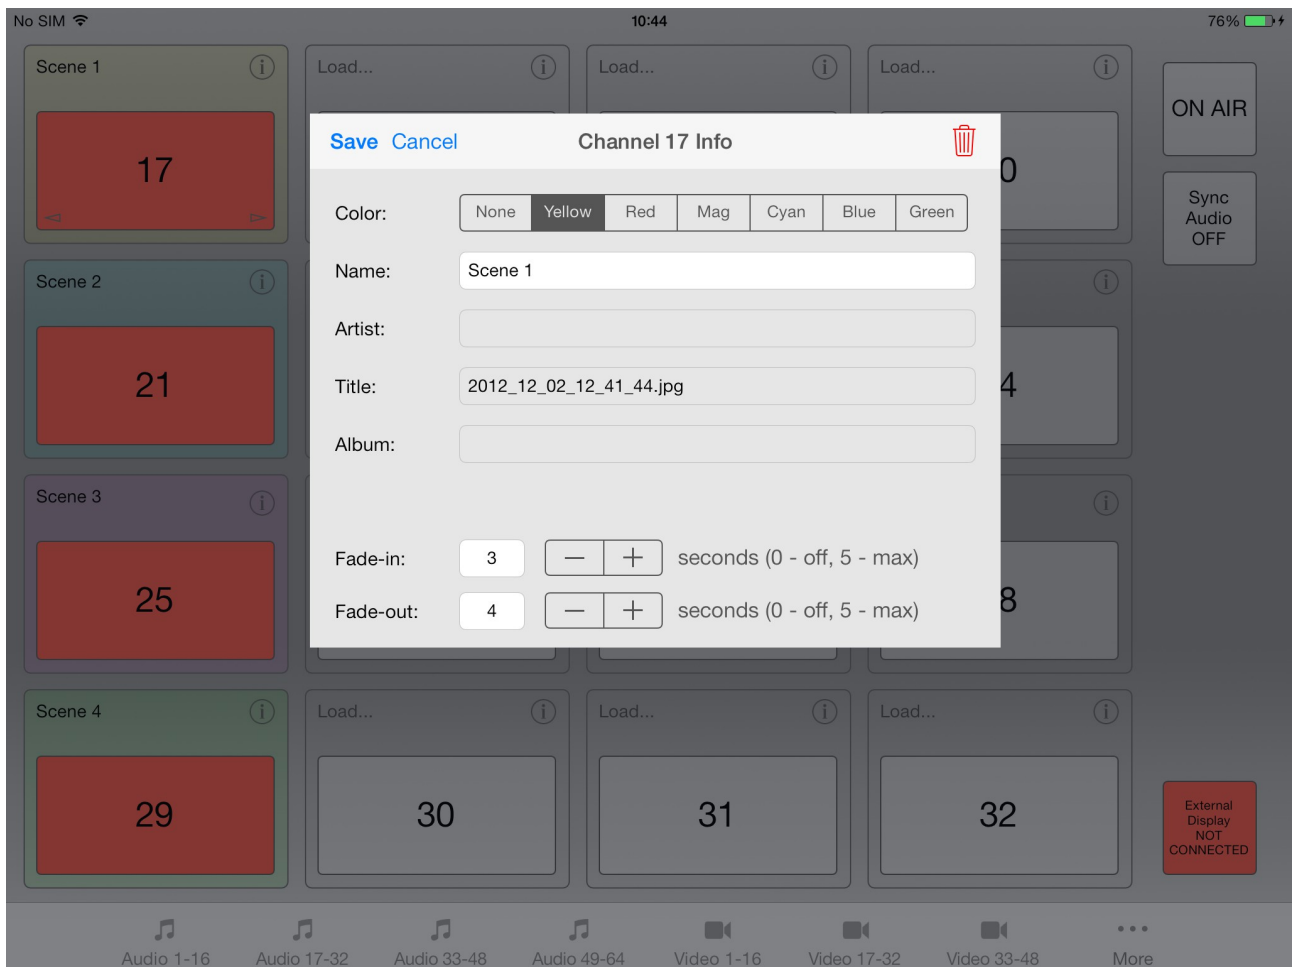 No SIM 10:44 76%
Scene 1 Load... Load... Load...
ON AIR
Save Cancel Channel 17 Info
17 0
Sync
Audio
OFF
Color: None Yellow Red Mag Cyan Blue Green
Name: Scene 1
Scene 2
Artist:
Title: 2012_12_02_12_41_44.jpg
21 4
Album:
Scene 3
Fade-in: 3 − + seconds (0 - off, 5 - max)
25 8
Fade-out: 4 − + seconds (0 - off, 5 - max)
Scene 4 Load... Load... Load...
29 30 31 32
External
Display
NOT
CONNECTED
Audio 1-16 Audio 17-32 Audio 33-48 Audio 49-64 Video 1-16 Video 17-32 Video 33-48 More